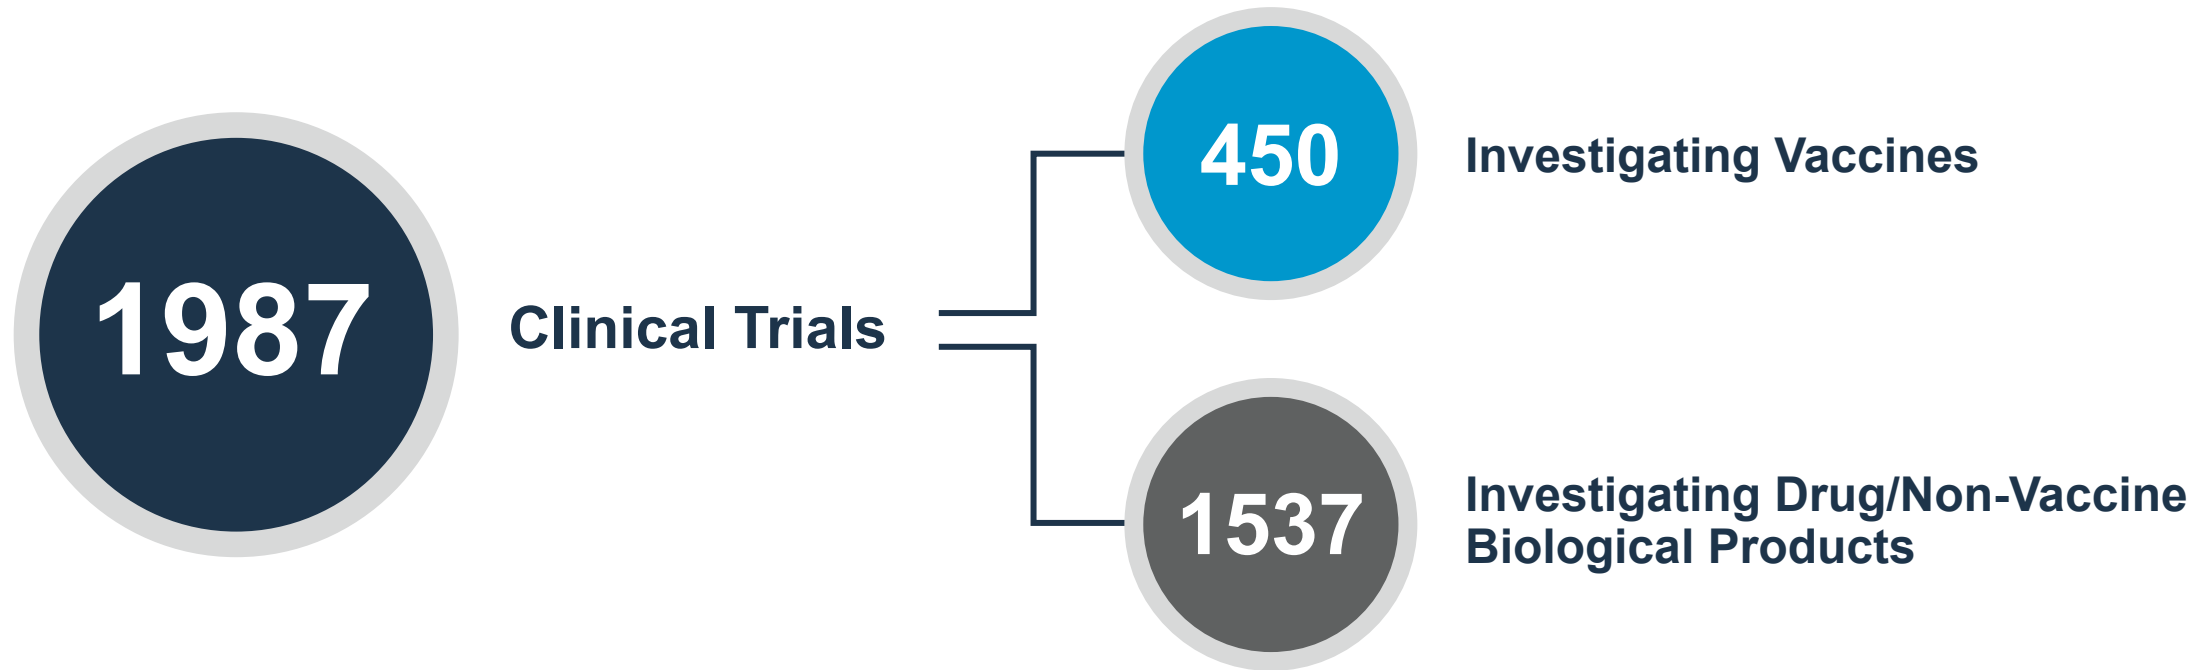 1987
Clinical Trials
450
Investigating Vaccines
1537
Investigating Drug/Non-Vaccine
Biological Products